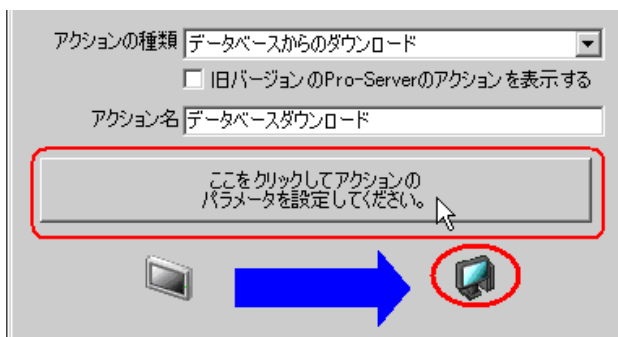 アクションの種類 データベースからのダウンロード
旧バージョンのPro-Serverのアクションを表示する
アクション名 データベースダウンロード
ここをクリックしてアクションの
パラメータを設定してください。